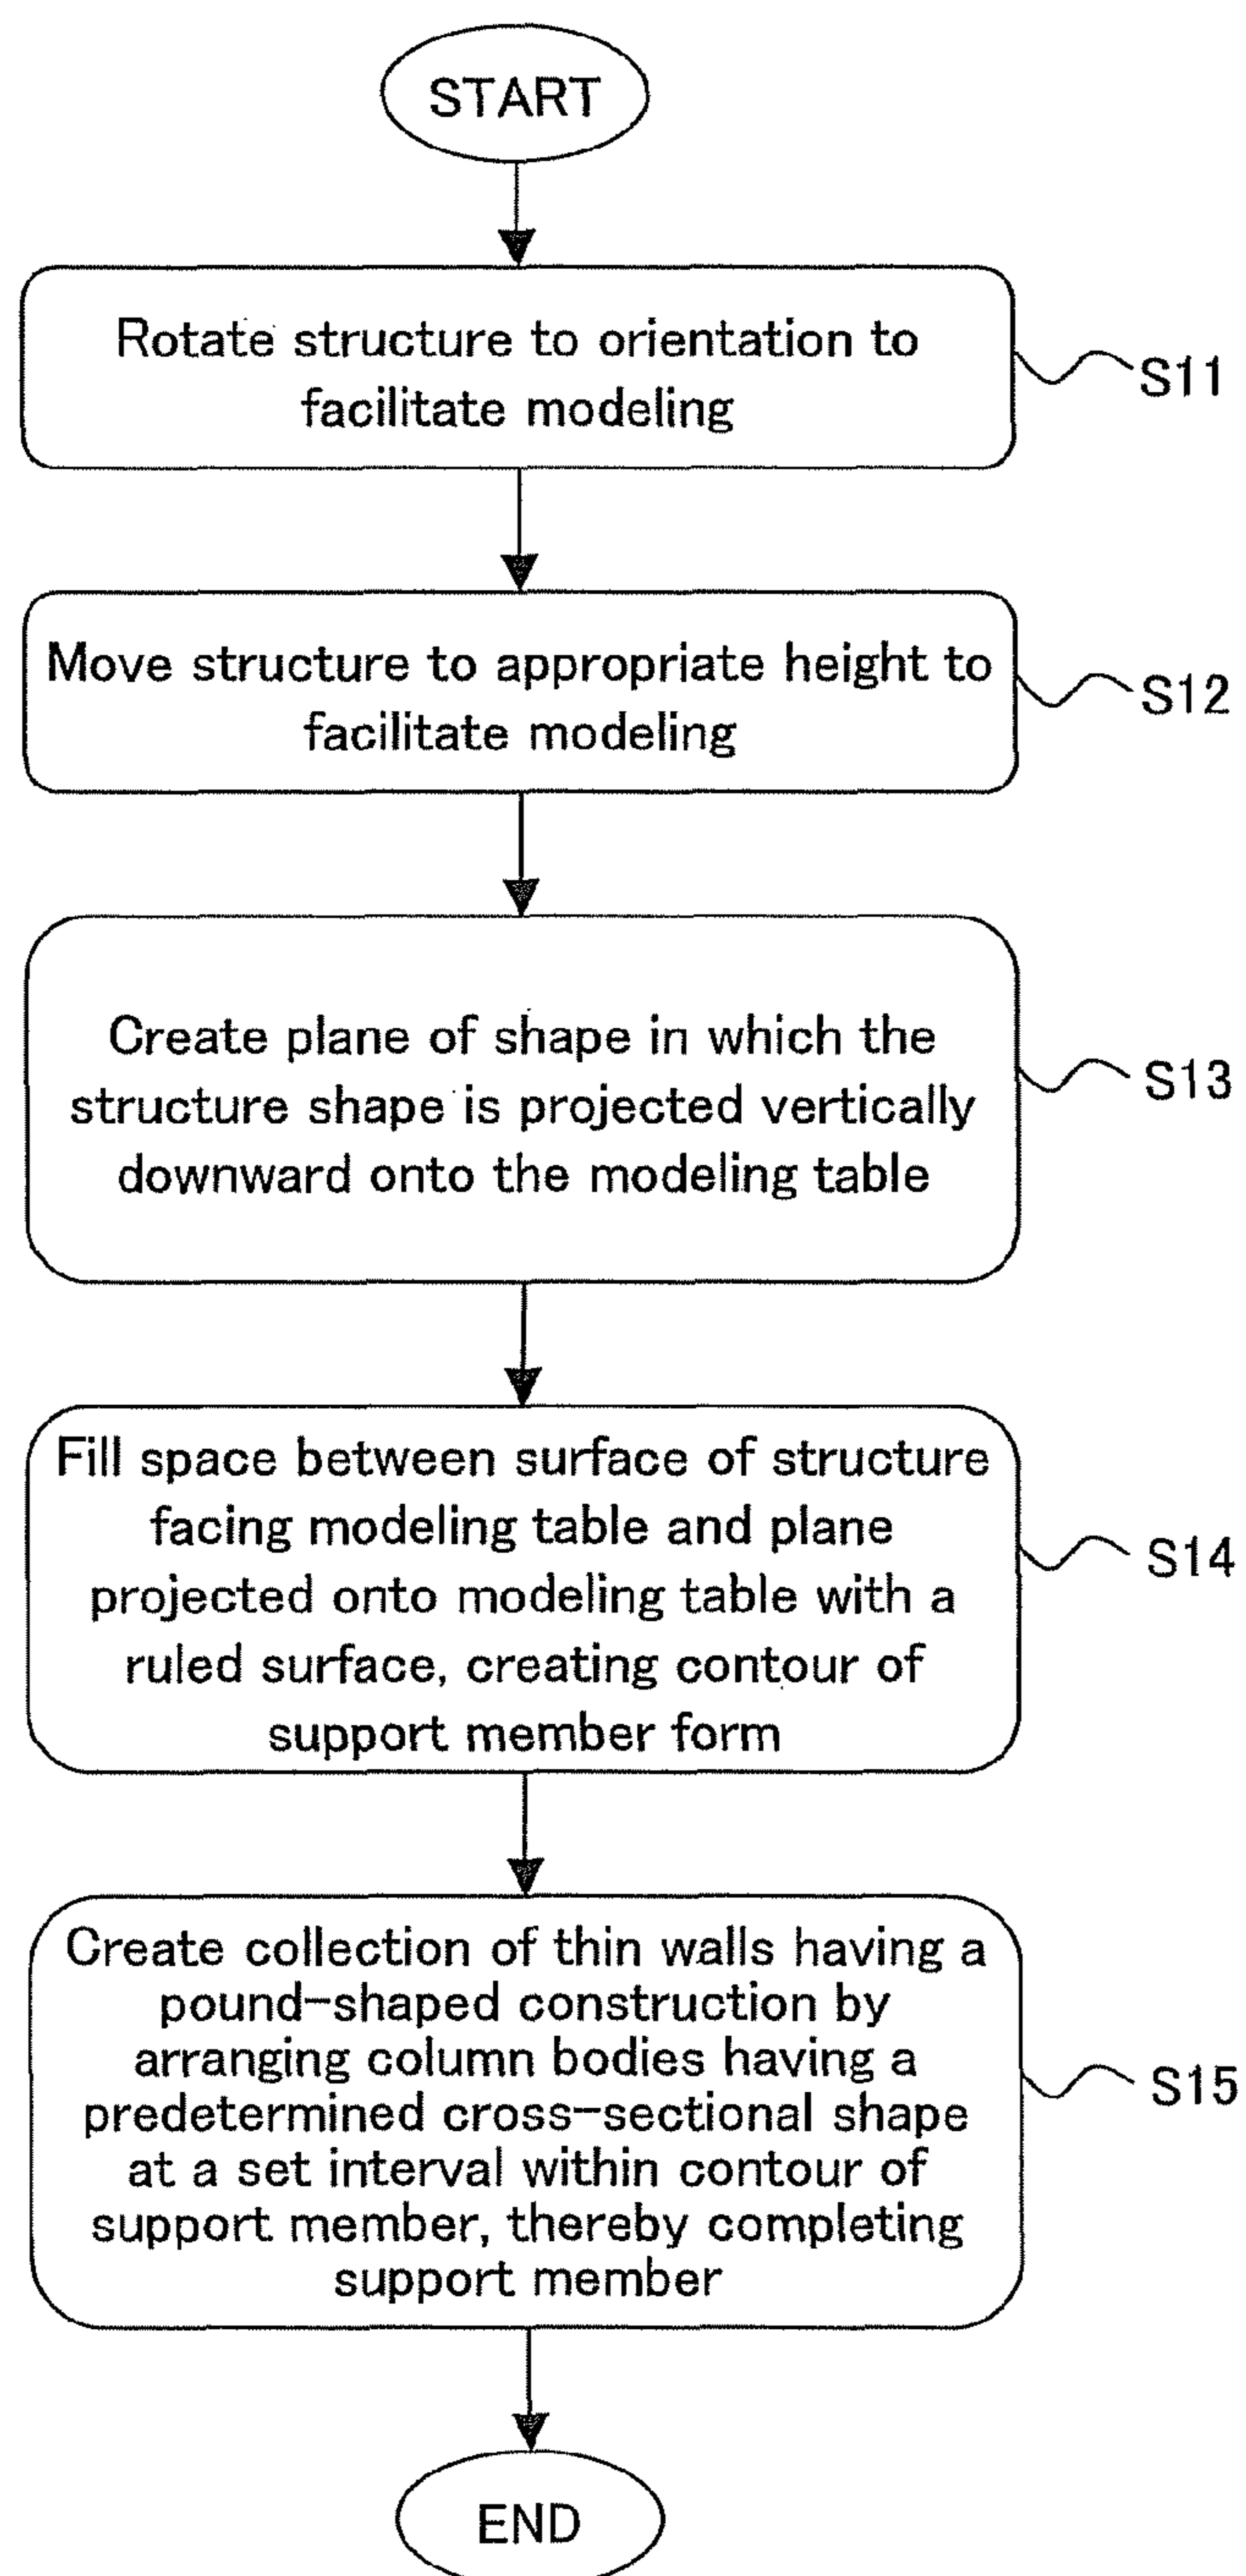 START
Rotate structure to orientation to
facilitate modeling
S11
Move structure to appropriate height to
facilitate modeling
S12
Create plane of shape in which the
structure shape is projected vertically
downward onto the modeling table
S13
Fill space between surface of structure
facing modeling table and plane
projected onto modeling table with a
ruled surface, creating contour of
support member form
S14
Create collection of thin walls having a
pound-shaped construction by
arranging column bodies having a
predetermined cross-sectional shape
at a set interval within contour of
support member, thereby completing
support member
S15
END